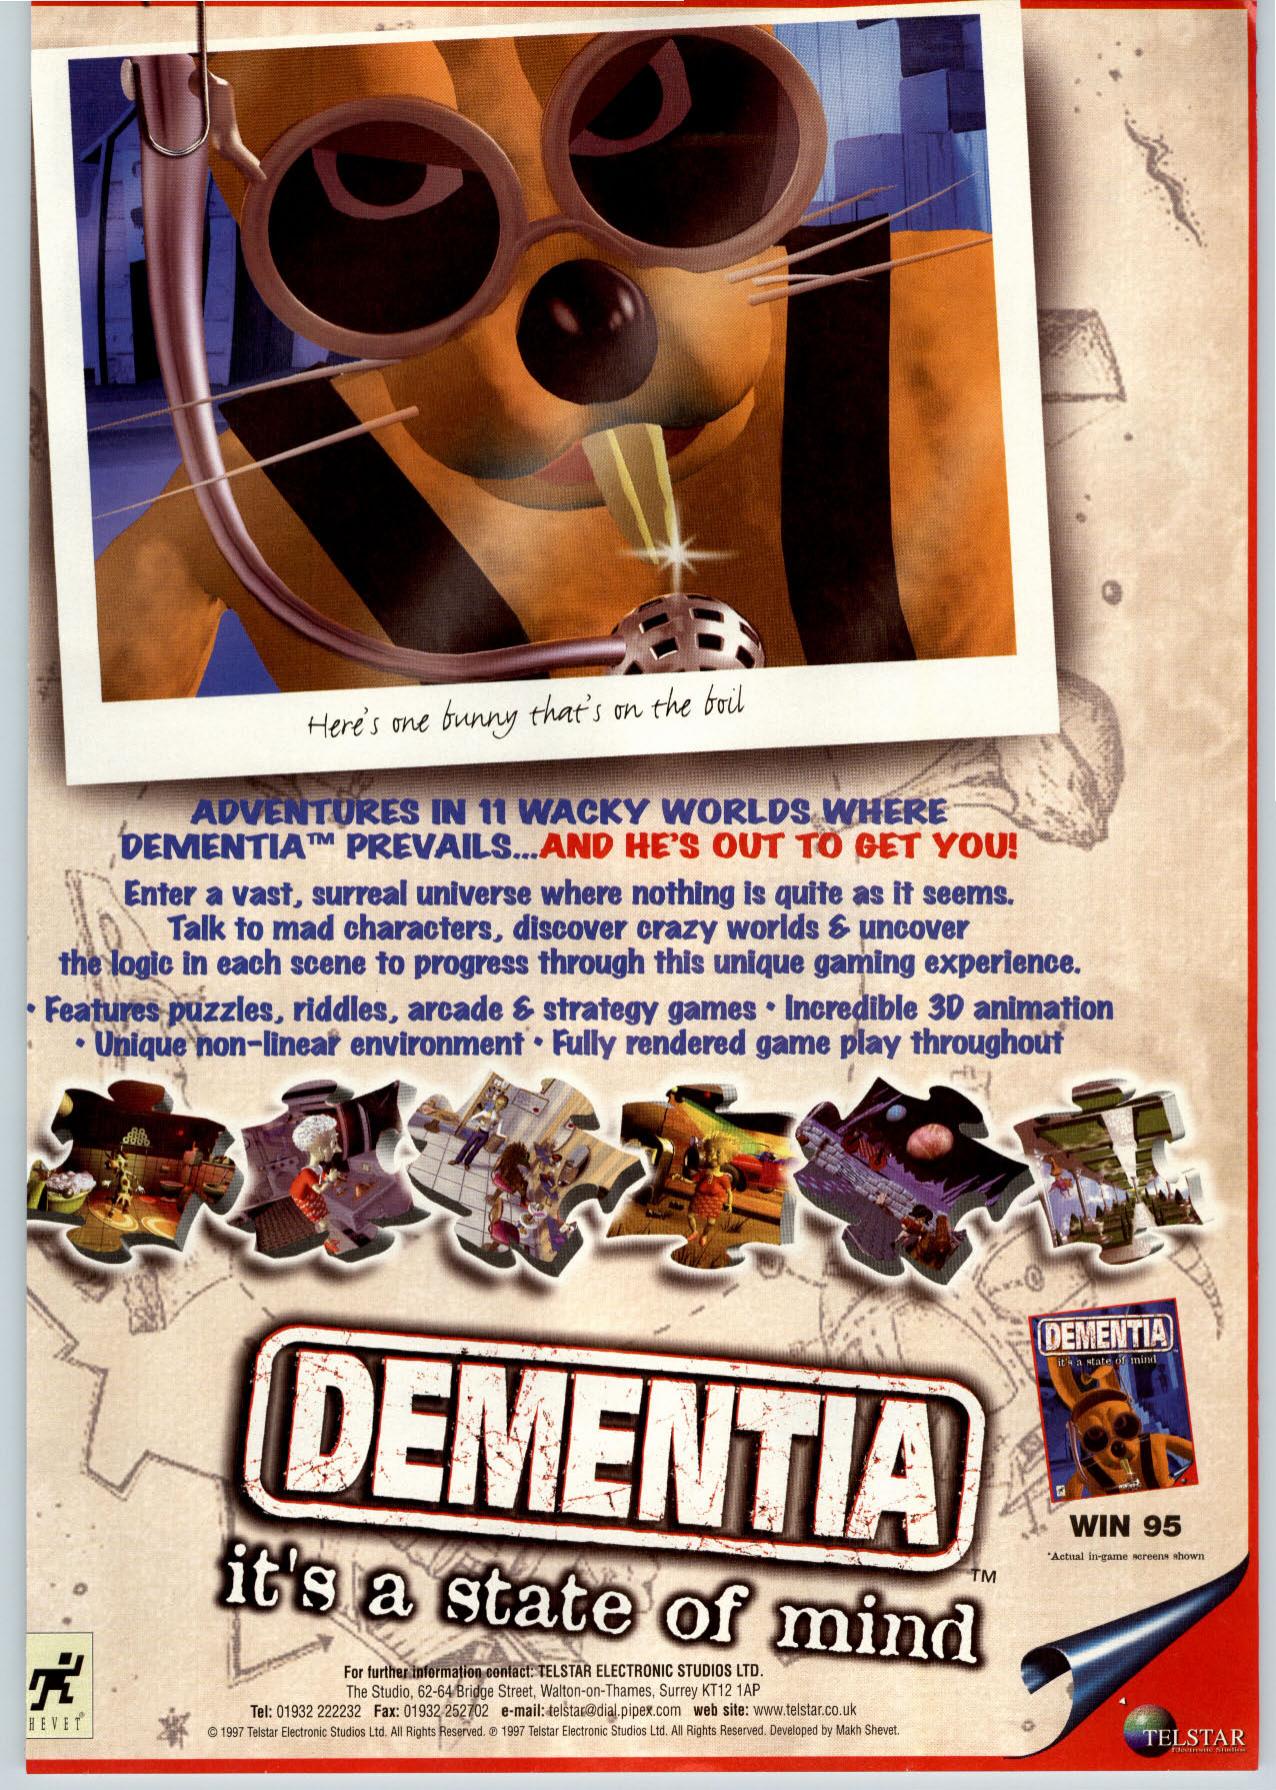 Here's one bunny that's on the boil
ADVENTURES IN 11 WACKY WORLDS WHERE
DEMENTIA™ PREVAILS...AND HE'S OUT TO GET YOU!
Enter a vast, surreal universe where nothing is quite as it seems.
Talk to mad characters, discover crazy worlds & uncover
the logic in each scene to progress through this unique gaming experience.
• Features puzzles, riddles, arcade & strategy games • Incredible 3D animation
• Unique non-linear environment • Fully rendered game play throughout
DEMENTIA
it's a state of mind
DEMENTIA
™
it's a state of mind
WIN 95
*Actual in-game screens shown
For further information contact: TELSTAR ELECTRONIC STUDIOS LTD.
The Studio, 62-64 Bridge Street, Walton-on-Thames, Surrey KT12 1AP
Tel: 01932 222232 Fax: 01932 252702 e-mail: telstar@dial.pipex.com web site: www.telstar.co.uk
© 1997 Telstar Electronic Studios Ltd. All Rights Reserved. ℗ 1997 Telstar Electronic Studios Ltd. All Rights Reserved. Developed by Makh Shevet.
HEVET
TELSTAR
Electronic Studios